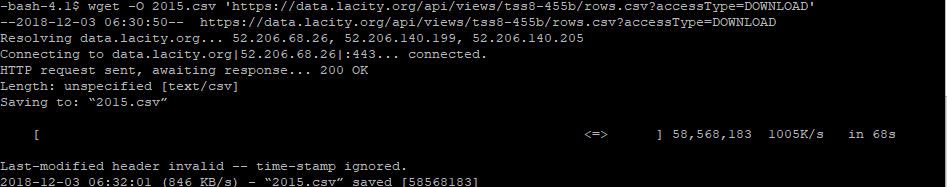 -bash-4.1$ wget -O 2015.csv 'https://data.lacity.org/api/views/tss8-455b/rows.csv?accessType=DOWNLOAD'
--2018-12-03 06:30:50--  https://data.lacity.org/api/views/tss8-455b/rows.csv?accessType=DOWNLOAD
Resolving data.lacity.org... 52.206.68.26, 52.206.140.199, 52.206.140.205
Connecting to data.lacity.org|52.206.68.26|:443... connected.
HTTP request sent, awaiting response... 200 OK
Length: unspecified [text/csv]
Saving to: “2015.csv”
[ <=> ] 58,568,183 1005K/s in 68s
Last-modified header invalid -- time-stamp ignored.
2018-12-03 06:32:01 (846 KB/s) - “2015.csv” saved [58568183]